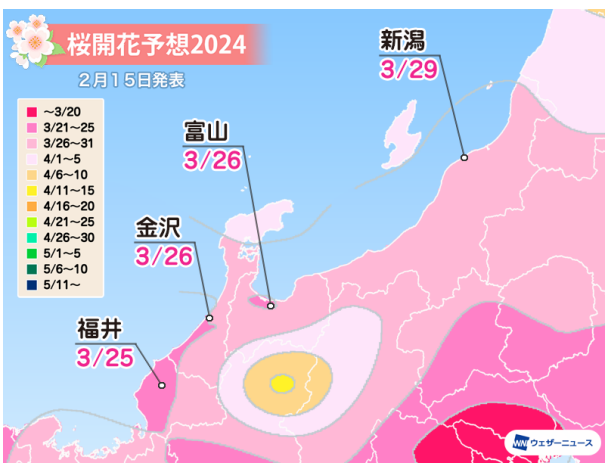 桜開花予想2024
2月15日発表
～3/20
3/21～25
3/26～31
4/1～5
4/6～10
4/11～15
4/16～20
4/21～25
4/26～30
5/1～5
5/6～10
5/11～
新潟
3/29
富山
3/26
金沢
3/26
福井
3/25
WN ウェザーニュース